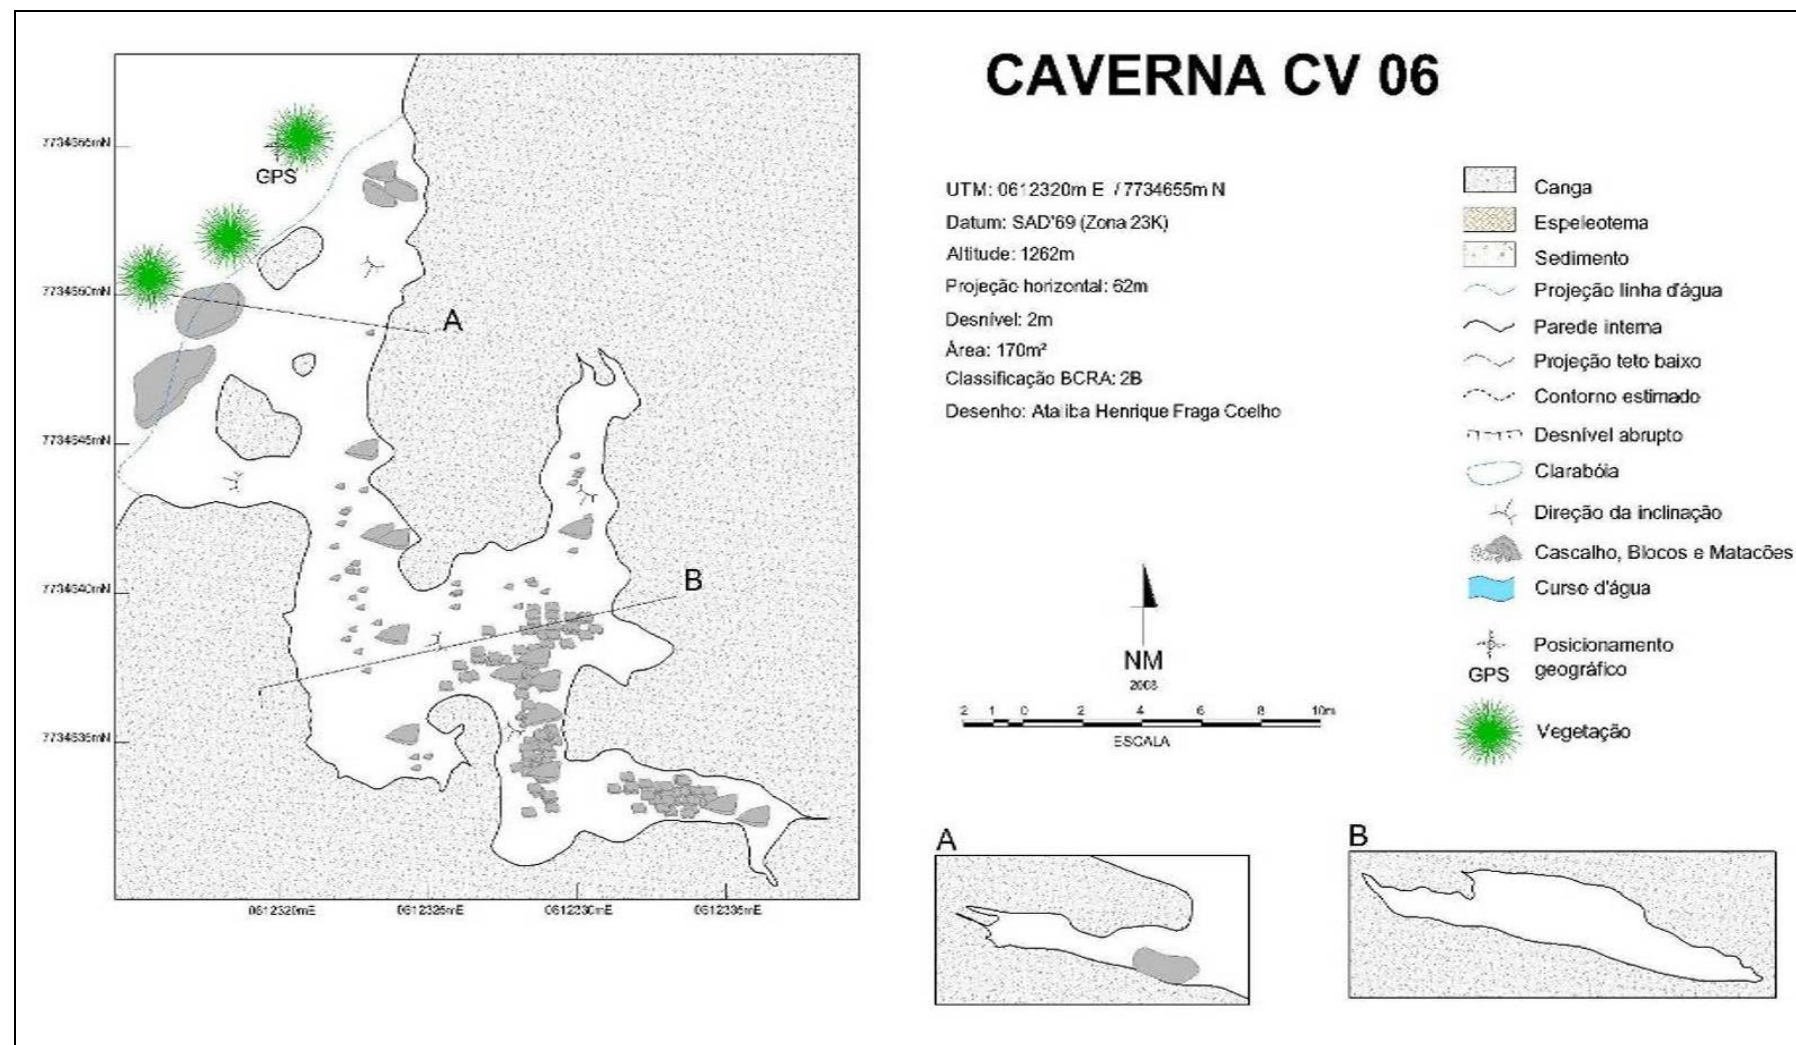 CAVERNA CV 06
UTM: 0612320m E / 7734655m N
Datum: SAD'69 (Zona 23K)
Altitude: 1262m
Projeção horizontal: 62m
Desnível: 2m
Área: 170m²
Classificação BCRA: 2B
Desenho: Ataliba Henrique Fraga Coelho
GPS
A
B
7734640mN
7734635mN
0612320mE
0612325mE
0612330mE
0612335mE
NM
2 1 0 2 4 6 8 10m
ESCALA
Canga
Espeleotema
Sedimento
Projeção linha d'água
Parede interna
Projeção teto baixo
Contorno estimado
Desnível abrupto
Clarabóia
Direção da inclinação
Cascalho, Blocos e Matacões
Curso d'água
Posicionamento
geográfico
GPS
Vegetação
A
B